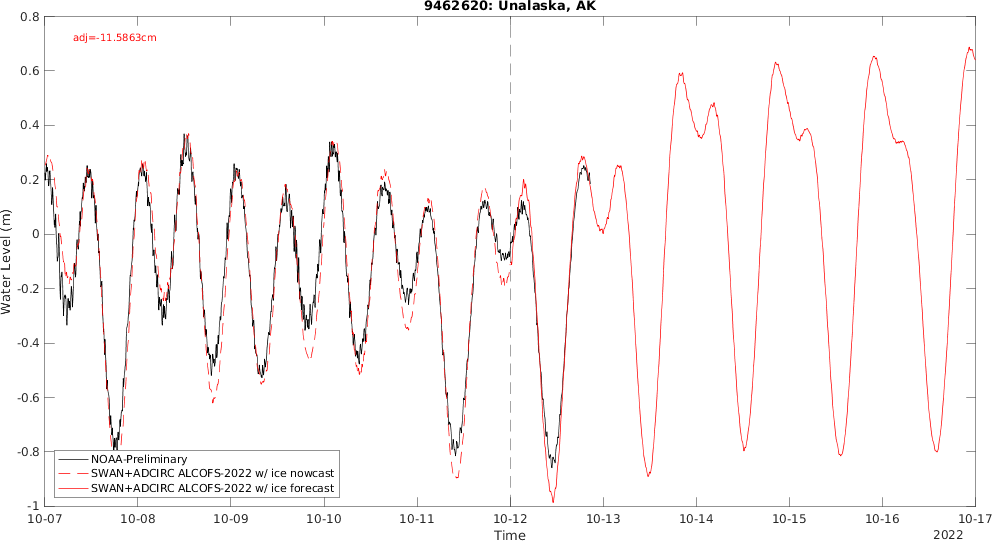 9462620: Unalaska, AK
adj=-11.5863cm
0.8
0.6
0.4
0.2
0
-0.2
-0.4
-0.6
-0.8
-1
Water Level (m)
NOAA-Preliminary
SWAN+ADCIRC ALCOFS-2022 w/ ice nowcast
SWAN+ADCIRC ALCOFS-2022 w/ ice forecast
10-07 10-08 10-09 10-10 10-11 10-12 10-13 10-14 10-15 10-16 10-17
Time
2022